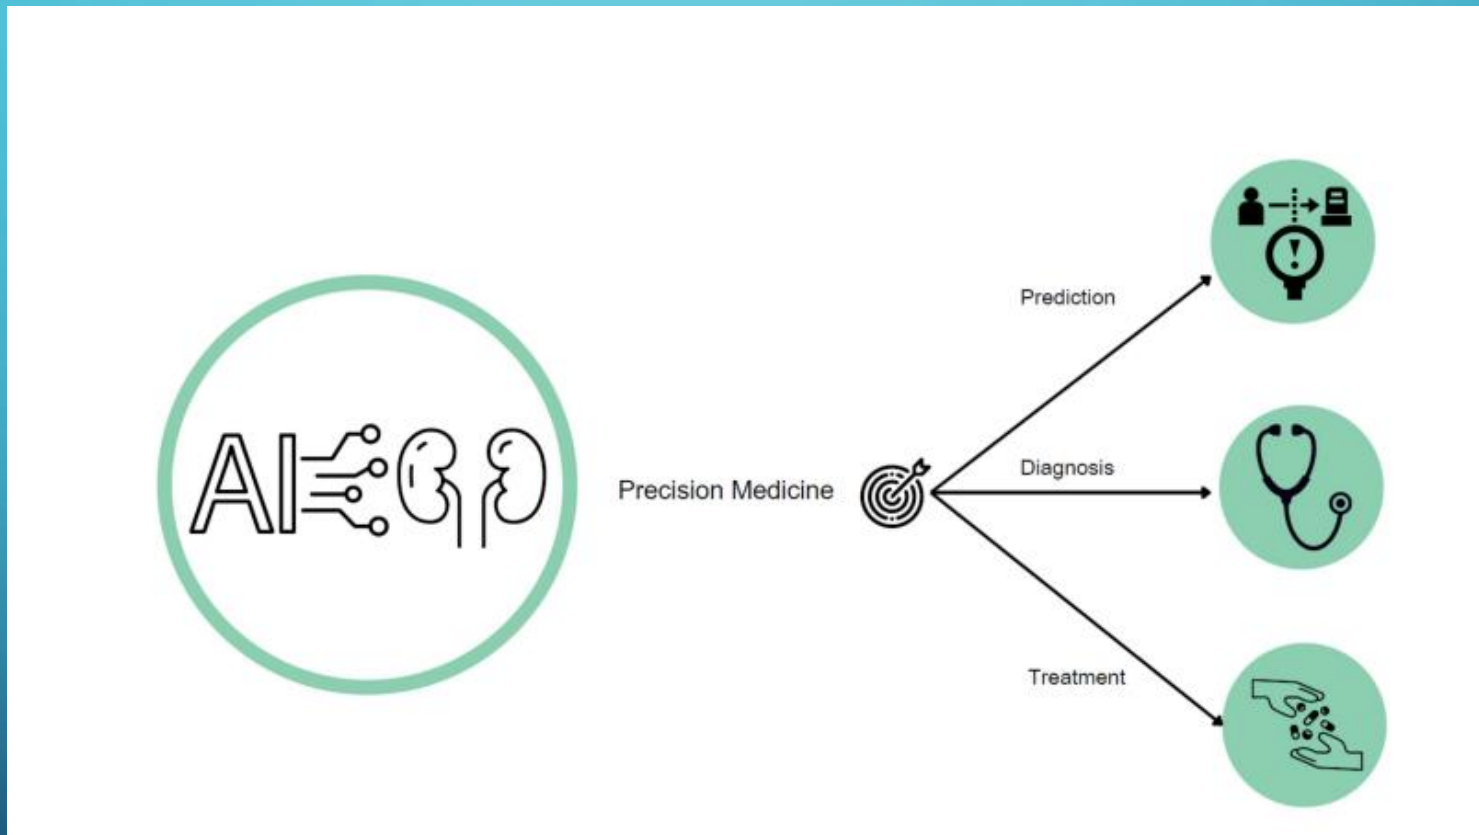 AI
Precision Medicine
Prediction
Diagnosis
Treatment